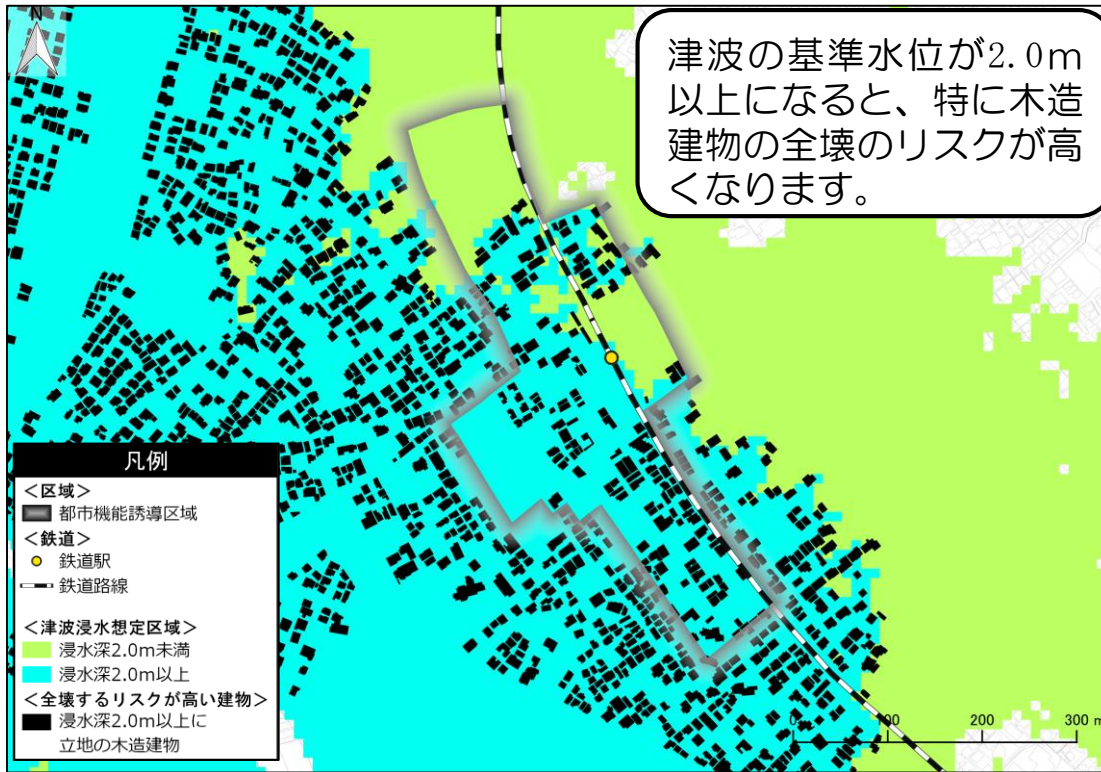 N
津波の基準水位が2.0m
以上になると、特に木造
建物の全壊のリスクが高
くなります。
凡例
＜区域＞
都市機能誘導区域
＜鉄道＞
鉄道駅
鉄道路線
＜津波浸水想定区域＞
浸水深2.0m未満
浸水深2.0m以上
＜全壊するリスクが高い建物＞
浸水深2.0m以上に
立地の木造建物
0 100 200 300 m